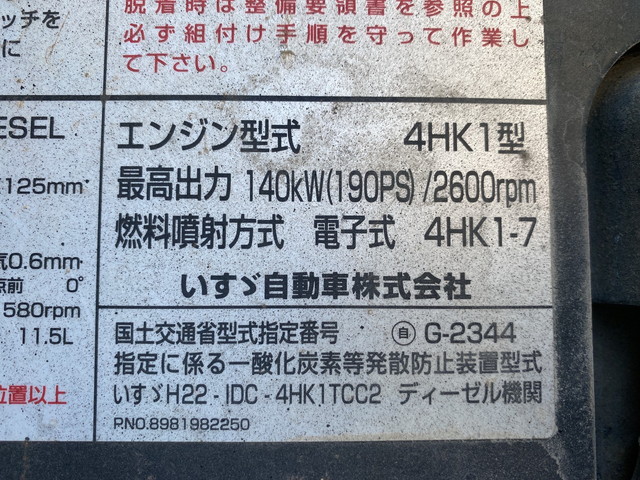 ッチを
に
脱着時は整備要領書を参照の上
必ず組付け手順を守って作業し
て下さい。
ESEL
125mm
気0.6mm
点前 0°
580rpm
11.5L
位置以上
エンジン型式 4HK1型
最高出力 140kW(190PS)/2600rpm
燃料噴射方式 電子式 4HK1-7
いすゞ自動車株式会社
国土交通省型式指定番号 ㉂ G-2344
指定に係る一酸化炭素等発散防止装置型式
いすゞH22-IDC-4HK1TCC2 ディーゼル機関
P.NO.8981982250